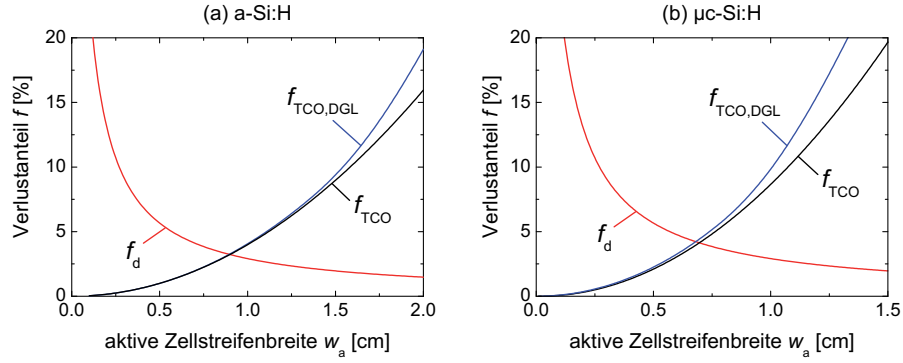 (a) a-Si:H
Verlustanteil f [%]
20
15
10
5
0
f_TCO,DGL
f_TCO
f_d
0.0 0.5 1.0 1.5 2.0
aktive Zellstreifenbreite w_a [cm]
(b) µc-Si:H
Verlustanteil f [%]
20
15
10
5
0
f_TCO,DGL
f_TCO
f_d
0.0 0.5 1.0 1.5
aktive Zellstreifenbreite w_a [cm]